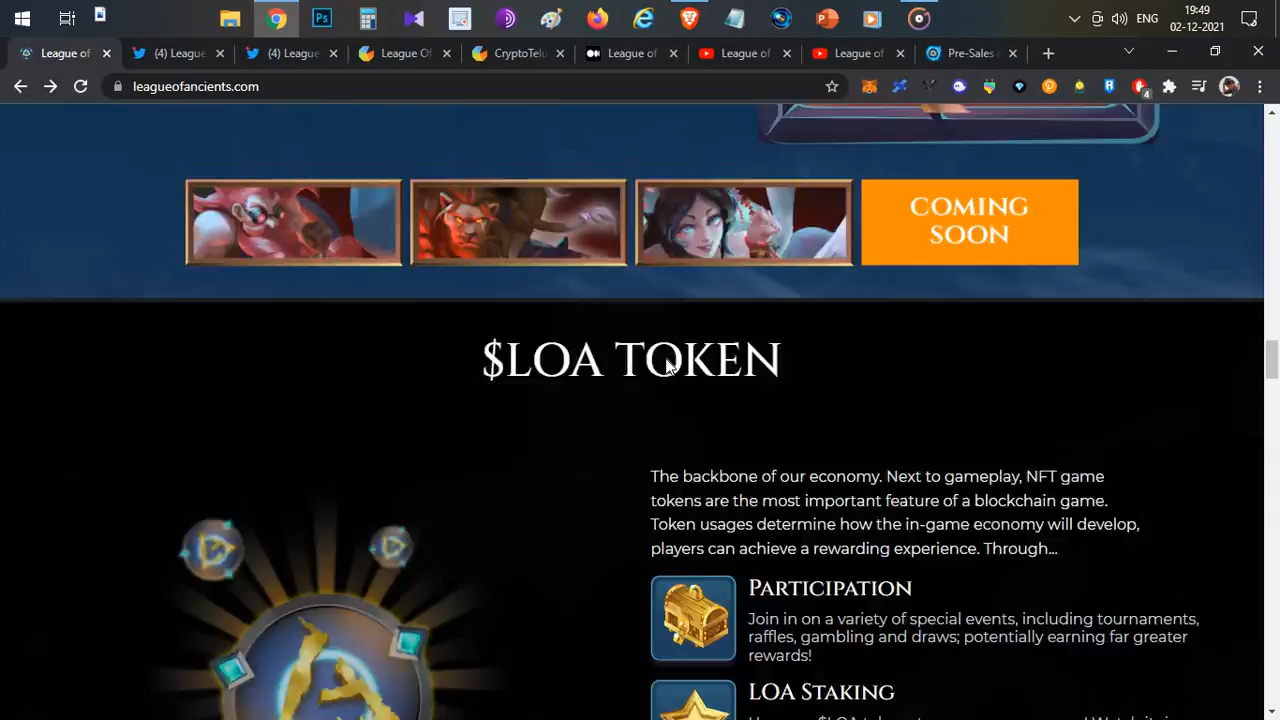 19:49
ENG
02-12-2021
League of
(4) League
(4) League
League Of
CryptoTelu
League of
League of
League of
Pre-Sales
leagueofancients.com
4
COMING
SOON
$LOA TOKEN
The backbone of our economy. Next to gameplay, NFT game
tokens are the most important feature of a blockchain game.
Token usages determine how the in-game economy will develop,
players can achieve a rewarding experience. Through...
PARTICIPATION
Join in on a variety of special events, including tournaments,
raffles, gambling and draws; potentially earning far greater
rewards!
LOA STAKING